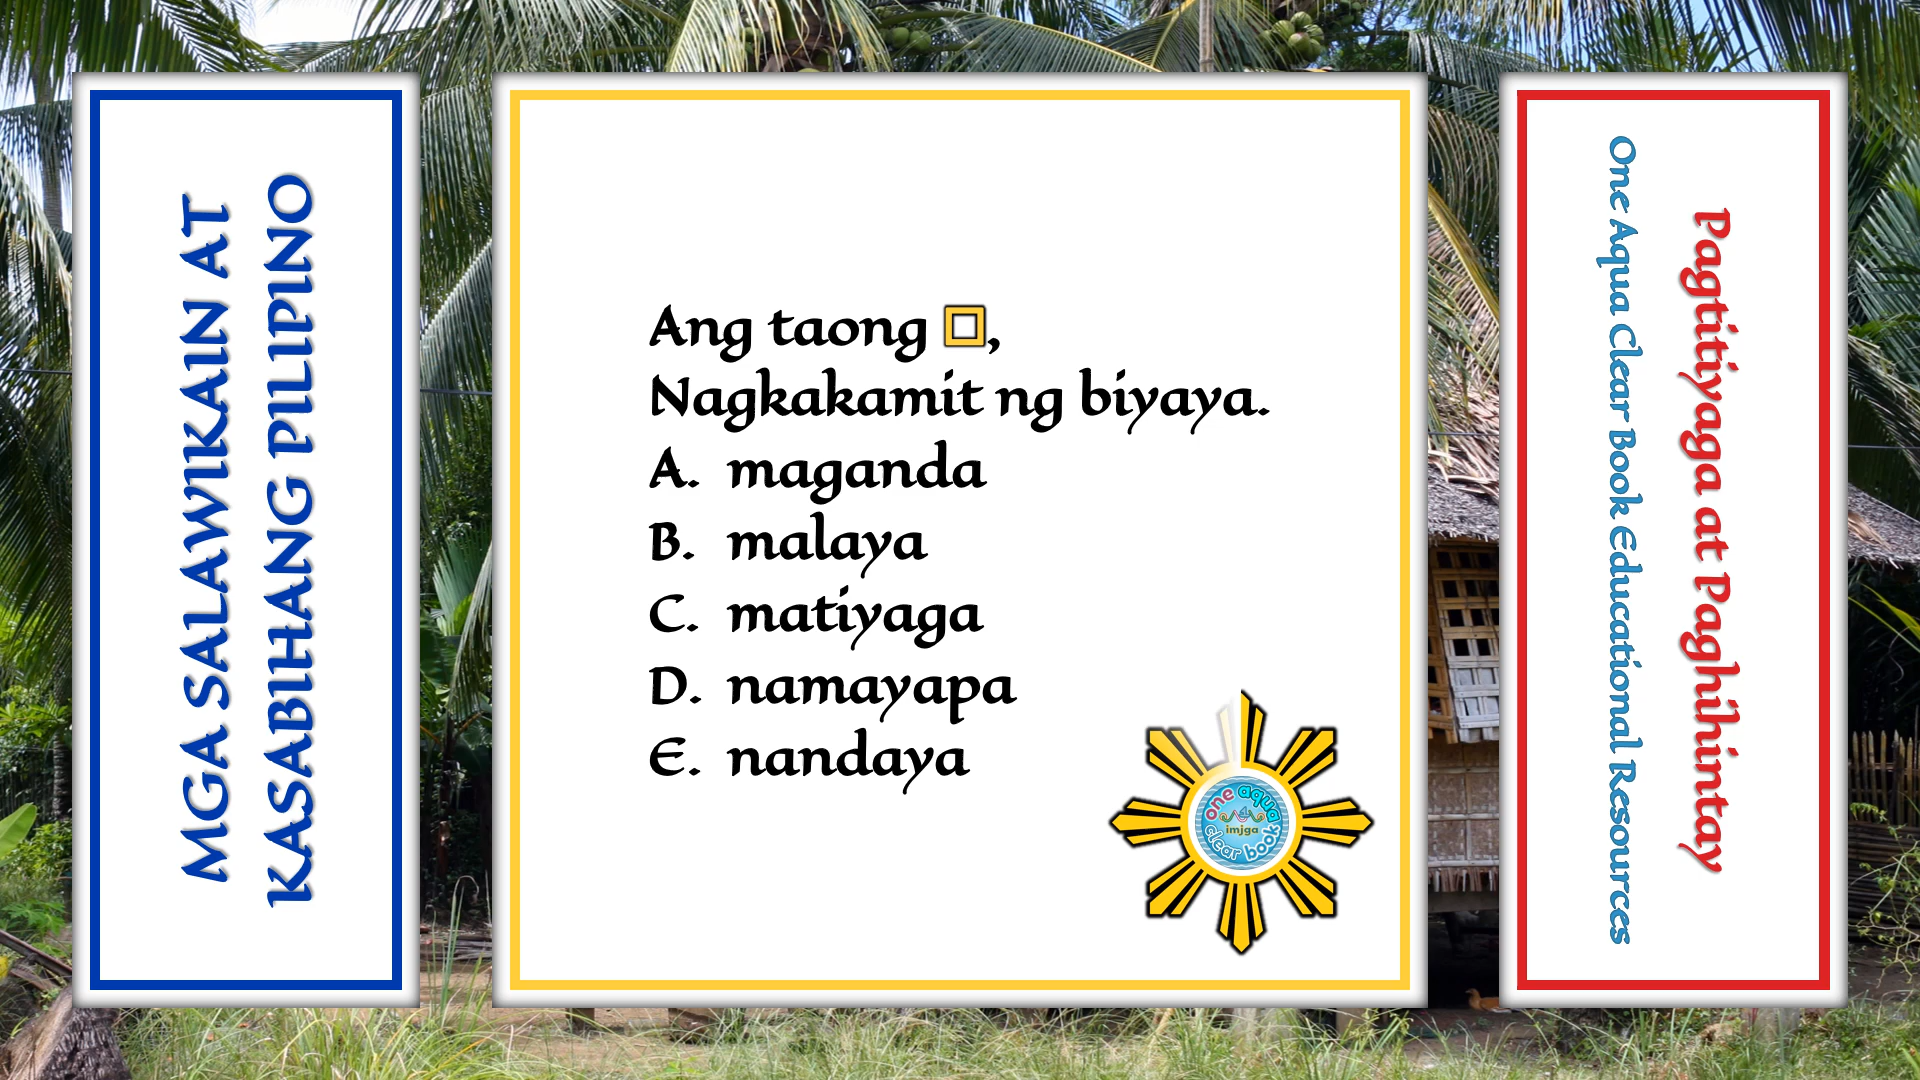 MGA SALAWIKAIN AT
KASABIHANG PILIPINO
Ang taong □,
Nagkakamit ng biyaya.
A. maganda
B. malaya
C. matiyaga
D. namayapa
E. nandaya
one aqua
imjga
clear book
Pagtitiyaga at Paghihintay
One Aqua Clear Book Educational Resources